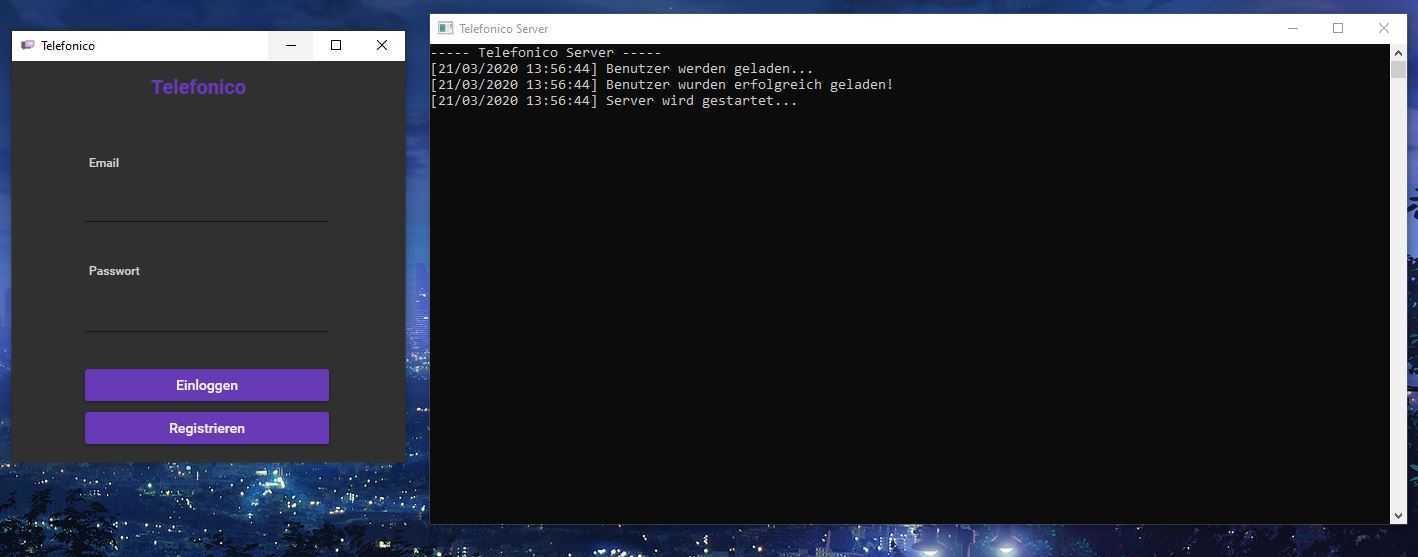 Telefonico
Telefonico
Email
Passwort
Einloggen
Registrieren
Telefonico Server
----- Telefonico Server -----
[21/03/2020 13:56:44] Benutzer werden geladen...
[21/03/2020 13:56:44] Benutzer wurden erfolgreich geladen!
[21/03/2020 13:56:44] Server wird gestartet...